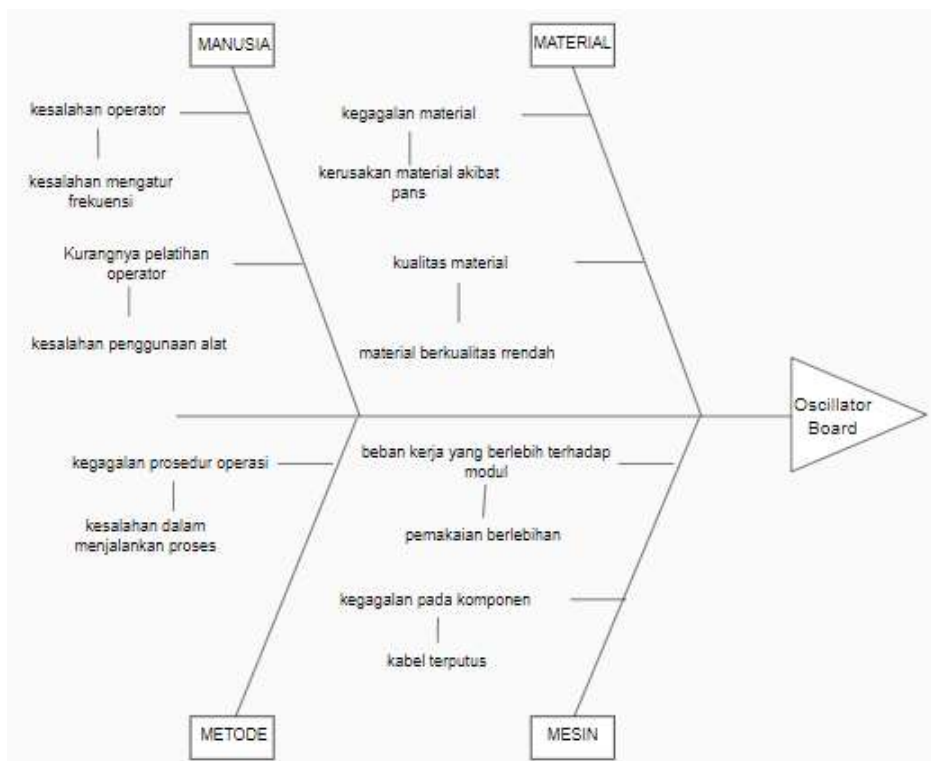 MANUSIA
MATERIAL
kesalahan operator
kesalahan mengatur
frekuensi
Kurangnya pelatihan
operator
kesalahan penggunaan alat
kegagalan material
kerusakan material akibat
pans
kualitas material
material berkualitas rrendah
Oscillator
Board
kegagalan prosedur operasi
kesalahan dalam
menjalankan proses
beban kerja yang berlebih terhadap
modul
pemakaian berlebihan
kegagalan pada komponen
kabel terputus
METODE
MESIN